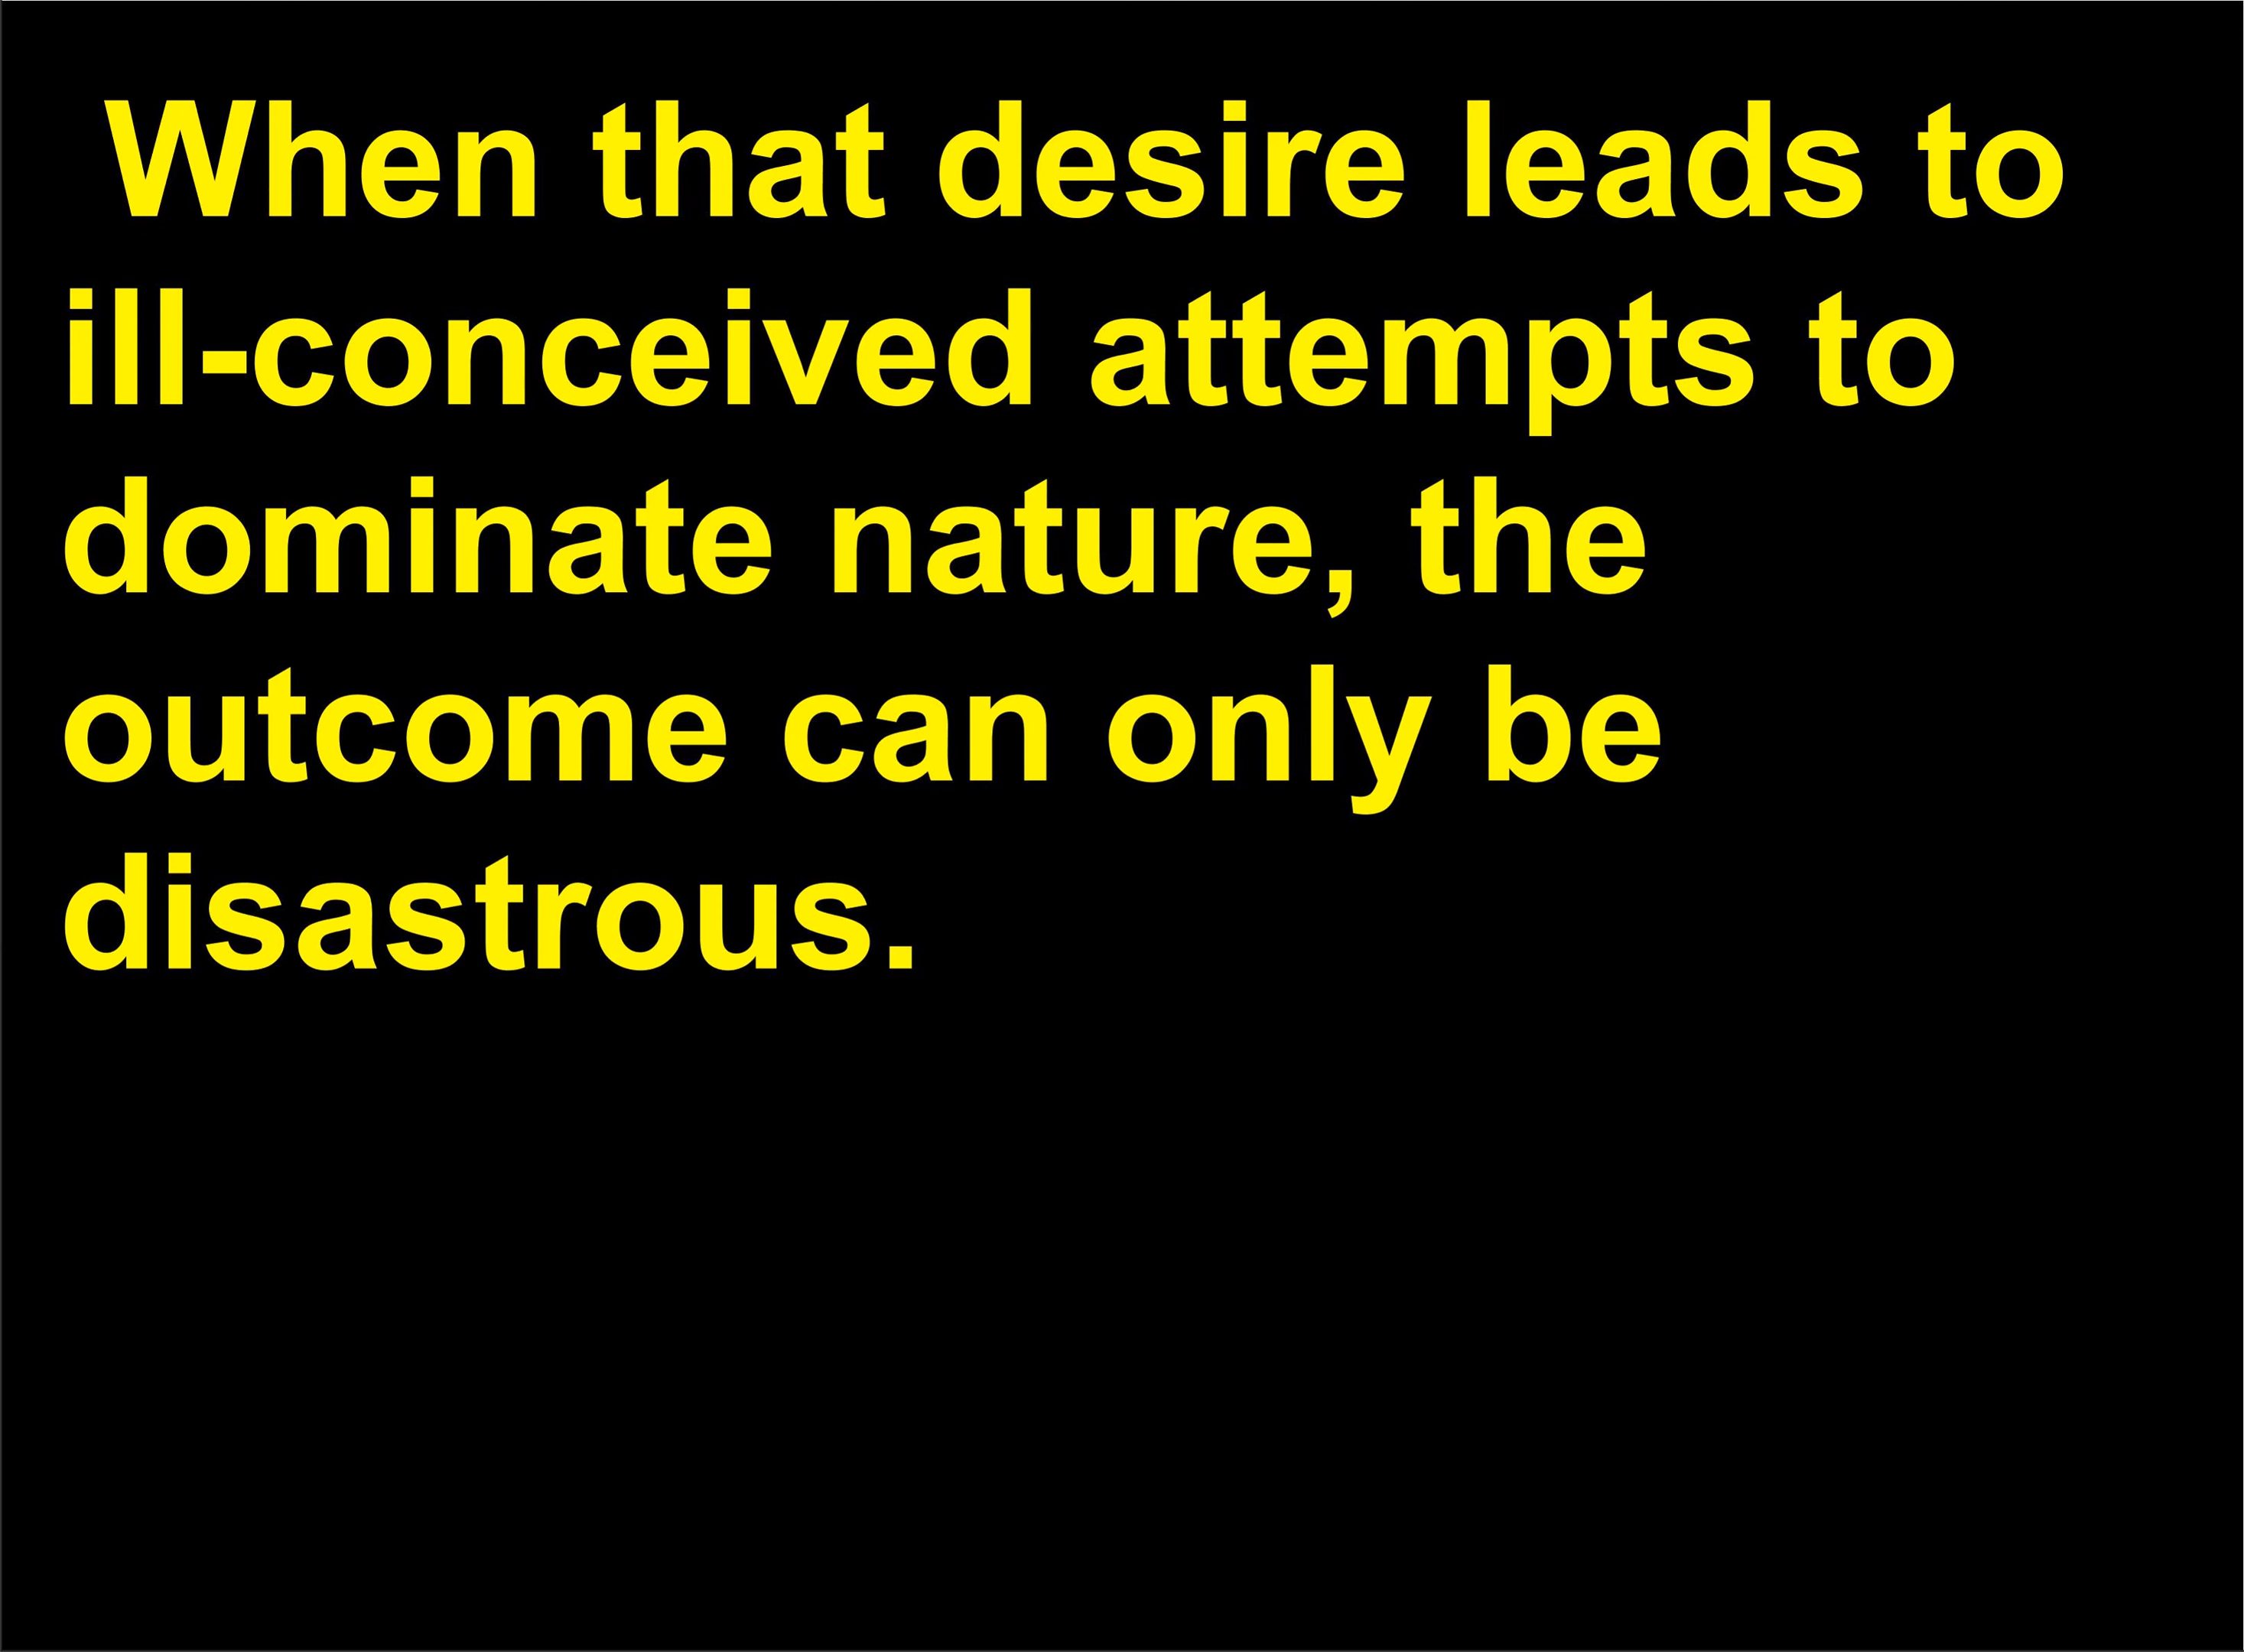 When that desire leads to
ill-conceived attempts to
dominate nature, the
outcome can only be
disastrous.